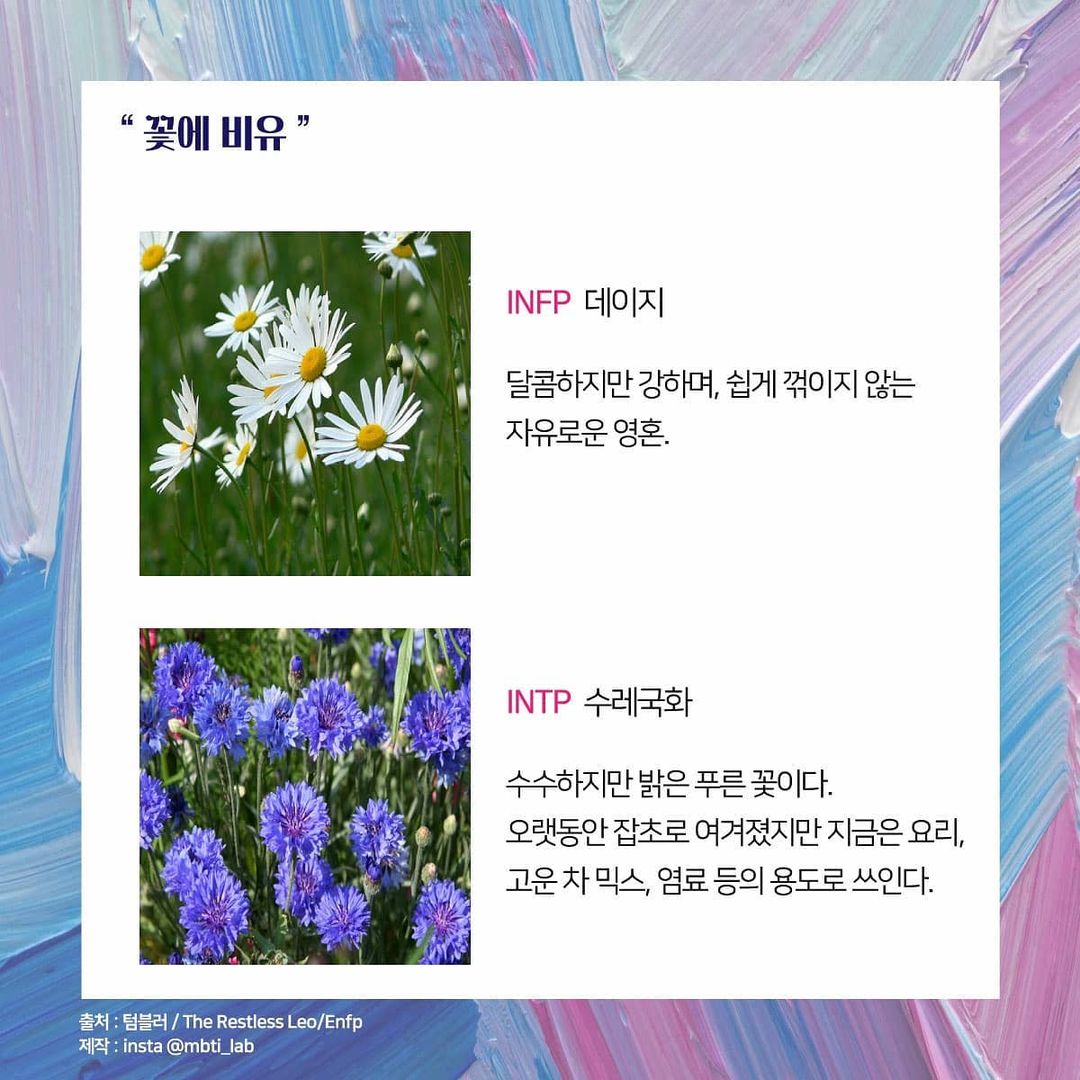 “ 꽃에 비유 ”
INFP 데이지
달콤하지만 강하며, 쉽게 꺾이지 않는
자유로운 영혼.
INTP 수레국화
수수하지만 밝은 푸른 꽃이다.
오랫동안 잡초로 여겨졌지만 지금은 요리,
고운 차 믹스, 염료 등의 용도로 쓰인다.
출처 : 텀블러 / The Restless Leo/Enfp
제작 : insta @mbti_lab